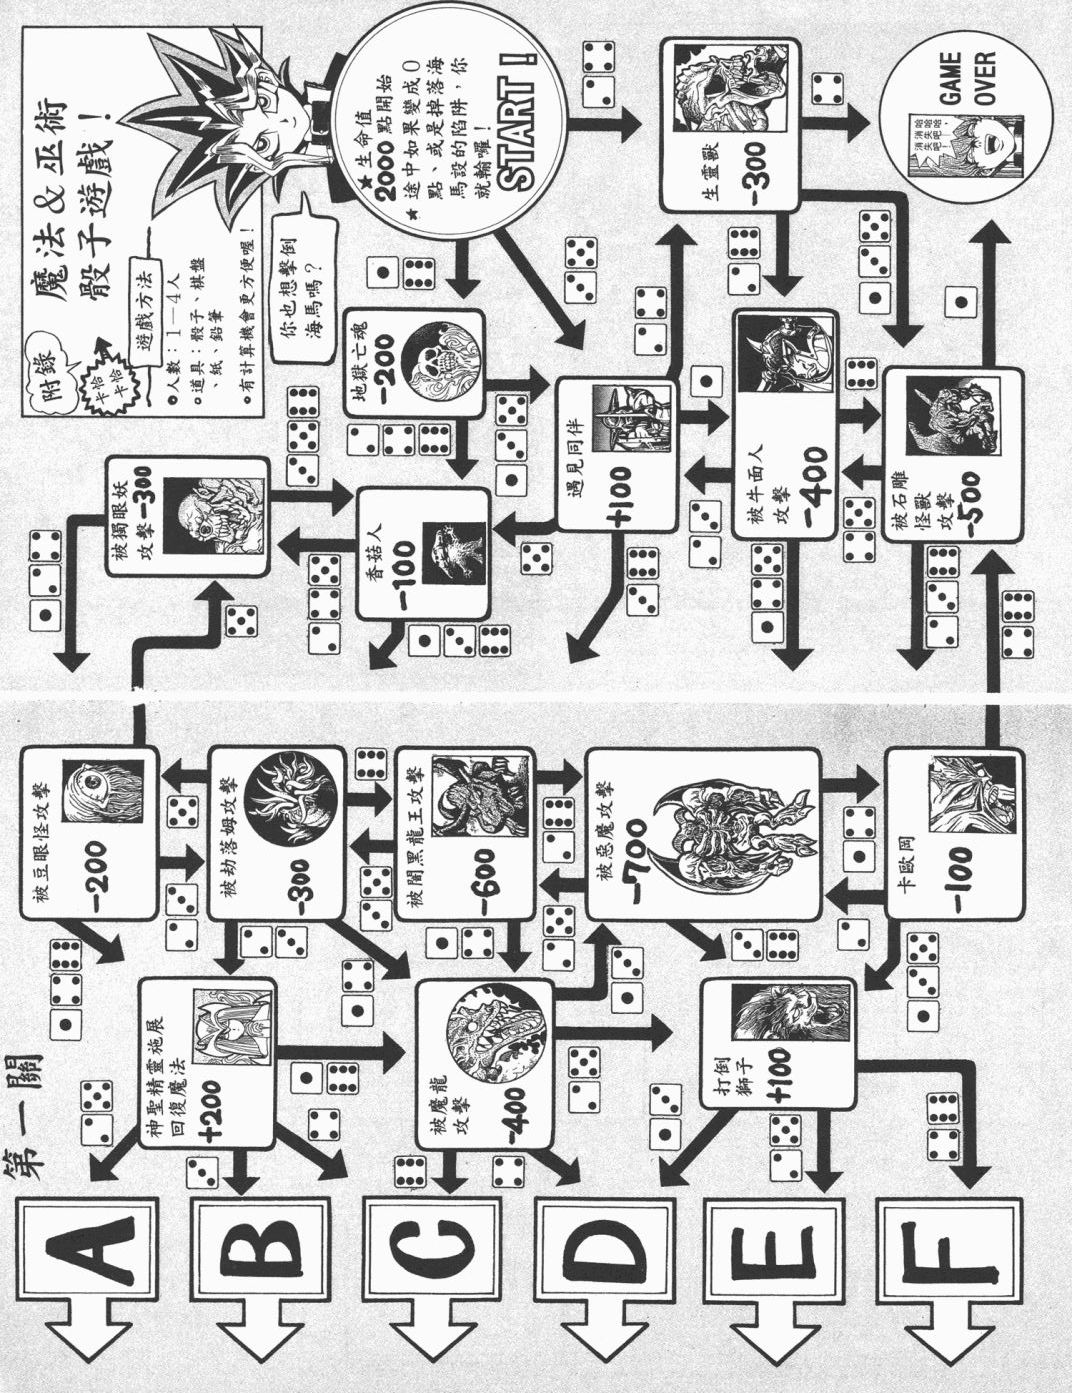 附錄
卡恰
卡恰
魔法&巫術
骰子遊戲！
遊戲方法
●人數：1－4人
○道具：骰子、棋盤
、紙、鉛筆
●有計算機會更方便喔！
你也想擊倒
海馬嗎？
★生命值
2000點開始
★途中如果變成0
點、或是掉落海
馬設的陷阱，你
就輸囉！
START！
地獄亡魂
-200
生靈獸
-300
GAME
OVER
哈哈哈，
消失吧！
消失吧！
被獨眼妖
攻擊-300
香菇人
-100
遇見同伴
+100
被牛面人
攻擊
-400
被石雕
怪獸
攻擊
-500
被豆眼怪攻擊
-200
被劫落姆攻擊
-300
被闇黑龍王攻擊
-600
被惡魔攻擊
-700
卡歐岡
-100
第一關
神聖精靈施展
回復魔法
+200
被魔龍
攻擊
-400
打倒
獅子
+100
A
B
C
D
E
F